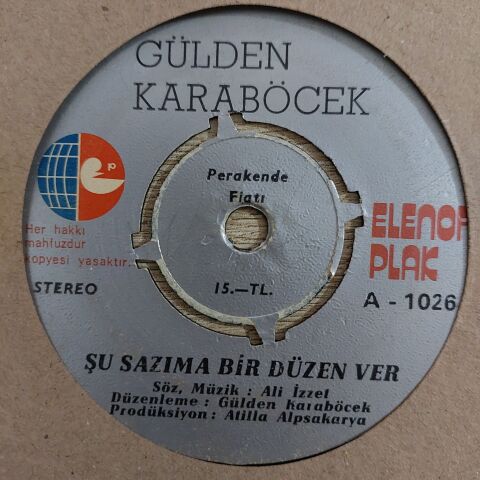 GÜLDEN
KARABÖCEK
Perakende
Fiatı
15.—TL.
p
Her hakkı
mahfuzdur
kopyesi yasaktır.
STEREO
ELENOR
PLAK
A - 1026
ŞU SAZIMA BİR DÜZEN VER
Söz, Müzik : Ali İzzet
Düzenleme : Gülden Karaböcek
Prodüksiyon : Atilla Alpsakarya